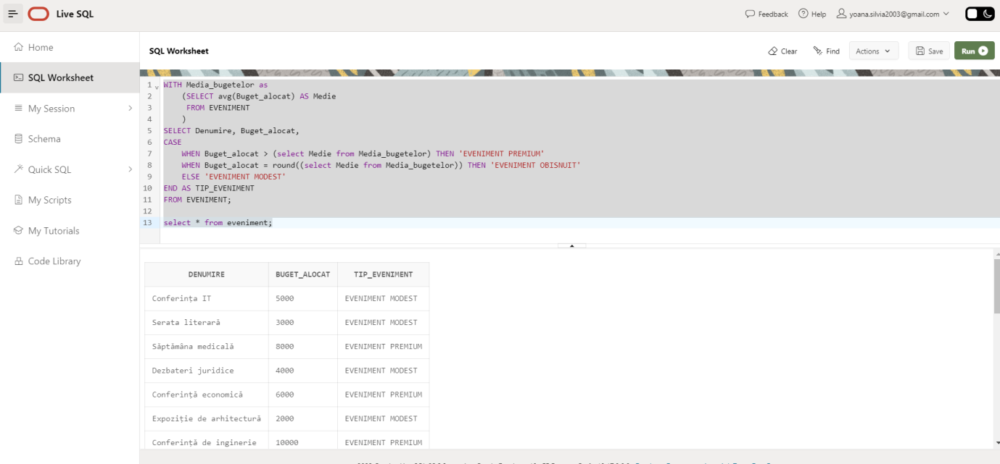 Live SQL
Feedback Help yoana.silvia2003@gmail.com
Home
SQL Worksheet
My Session
Schema
Quick SQL
My Scripts
My Tutorials
Code Library
SQL Worksheet
Clear Find Actions Save Run
1 WITH Media_bugetelor as
2 (SELECT avg(Buget_alocat) AS Medie
3 FROM EVENIMENT
4 )
5 SELECT Denumire, Buget_alocat,
6 CASE
7 WHEN Buget_alocat > (select Medie from Media_bugetelor) THEN 'EVENIMENT PREMIUM'
8 WHEN Buget_alocat = round((select Medie from Media_bugetelor)) THEN 'EVENIMENT OBISNUIT'
9 ELSE 'EVENIMENT MODEST'
10 END AS TIP_EVENIMENT
11 FROM EVENIMENT;
12
13 select * from eveniment;
DENUMIRE BUGET_ALOCAT TIP_EVENIMENT
Conferința IT 5000 EVENIMENT MODEST
Serata literară 3000 EVENIMENT MODEST
Săptămâna medicală 8000 EVENIMENT PREMIUM
Dezbateri juridice 4000 EVENIMENT MODEST
Conferință economică 6000 EVENIMENT PREMIUM
Expoziție de arhitectură 2000 EVENIMENT MODEST
Conferință de inginerie 10000 EVENIMENT PREMIUM